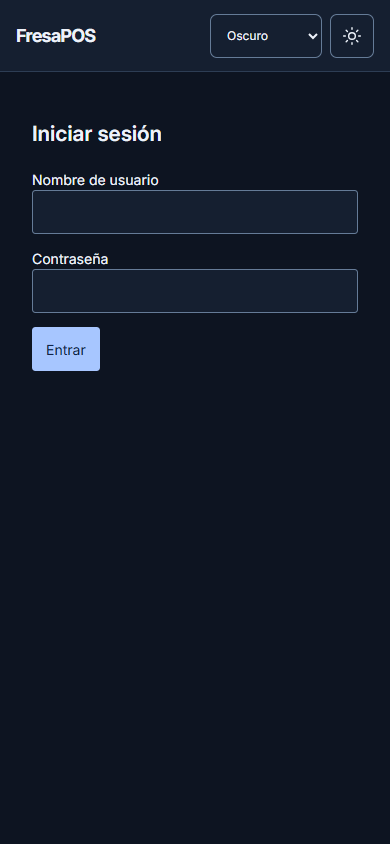 FresaPOS
Oscuro
Iniciar sesión
Nombre de usuario
Contraseña
Entrar